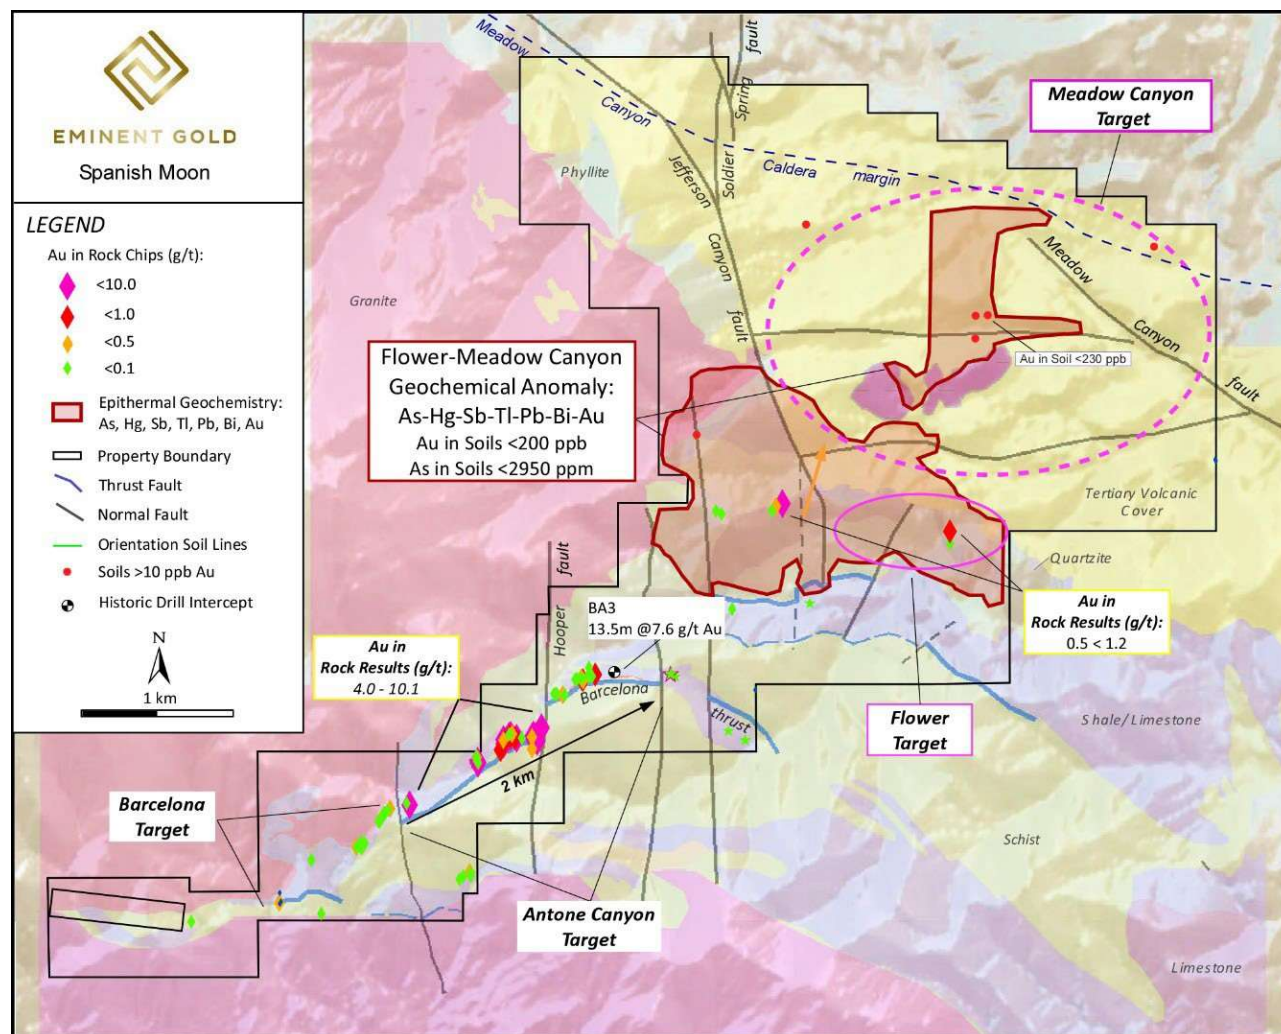 EMINENT GOLD
Spanish Moon
LEGEND
Au in Rock Chips (g/t):
<10.0
<1.0
<0.5
<0.1
Epithermal Geochemistry:
As, Hg, Sb, Tl, Pb, Bi, Au
Property Boundary
Thrust Fault
Normal Fault
Orientation Soil Lines
Soils >10 ppb Au
Historic Drill Intercept
N
1 km
Meadow
Canyon
Caldera
margin
Soldier
Spring
fault
Jefferson
Canyon
fault
Phyllite
Granite
Meadow Canyon
Target
Meadow
Canyon
fault
Au in Soil <230 ppb
Flower-Meadow Canyon
Geochemical Anomaly:
As-Hg-Sb-Tl-Pb-Bi-Au
Au in Soils <200 ppb
As in Soils <2950 ppm
Tertiary Volcanic
Cover
Quartzite
Au in
Rock Results (g/t):
0.5 < 1.2
Hooper
fault
BA3
13.5m @7.6 g/t Au
Au in
Rock Results (g/t):
4.0 - 10.1
Barcelona
thrust
2 km
Flower
Target
Shale/Limestone
Barcelona
Target
Antone Canyon
Target
Schist
Limestone